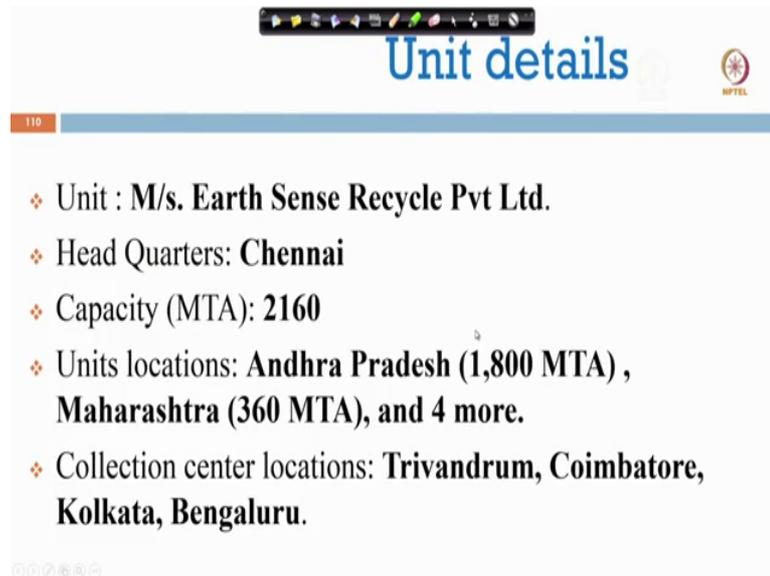 Unit details
NPTEL
110
Unit : M/s. Earth Sense Recycle Pvt Ltd.
Head Quarters: Chennai
Capacity (MTA): 2160
Units locations: Andhra Pradesh (1,800 MTA) ,
Maharashtra (360 MTA), and 4 more.
Collection center locations: Trivandrum, Coimbatore,
Kolkata, Bengaluru.